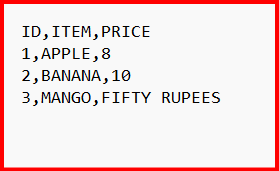 ID,ITEM,PRICE
1,APPLE,8
2,BANANA,10
3,MANGO,FIFTY RUPEES